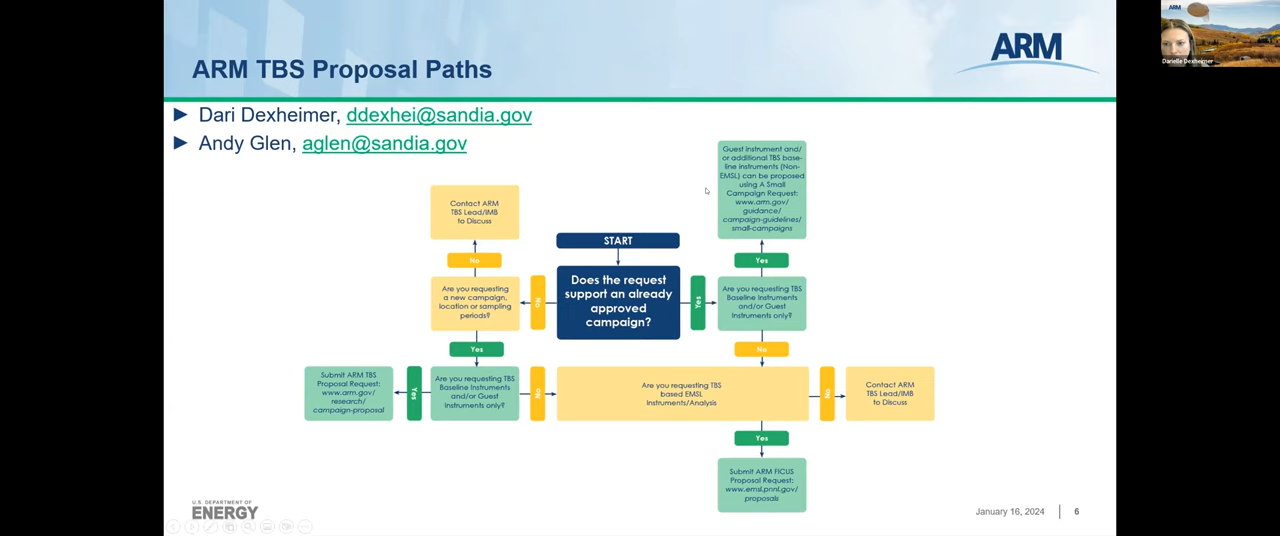 ARM TBS Proposal Paths
ARM
ARM
Darielle Dexheimer
► Dari Dexheimer, ddexhei@sandia.gov
► Andy Glen, aglen@sandia.gov
Guest Instrument and/
or additional TBS base-
line instruments (Non-
EMSL) can be proposed
using A Small
Campaign Request:
www.arm.gov/
guidance/
campaign-guidelines/
small-campaigns
Contact ARM
TBS Lead/IMB
to Discuss
START
No
Yes
Are you requesting
a new campaign,
location or sampling
periods?
No
Does the request
support an already
approved
campaign?
Yes
Are you requesting TBS
Baseline Instruments
and/or Guest
Instruments only?
Yes
No
Submit ARM TBS
Proposal Request:
www.arm.gov/
research/
campaign-proposal
Yes
Are you requesting TBS
Baseline Instruments
and/or Guest
Instruments only?
No
Are you requesting TBS
based EMSL
Instruments/Analysis
No
Contact ARM
TBS Lead/IMB
to Discuss
Yes
Submit ARM FICUS
Proposal Request:
www.emsl.pnnl.gov/
proposals
U.S. DEPARTMENT OF
ENERGY
January 16, 2024
6